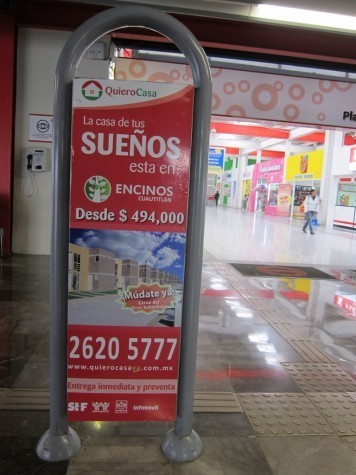 QuieroCasa
La casa de tus
SUEÑOS
esta en:
ENCINOS
CUAUTITLÁN
Desde $ 494,000
¡Múdate ya!
2620 5777
www.quierocasa.com.mx
Entrega inmediata y preventa
SHF
infonavit
Pla